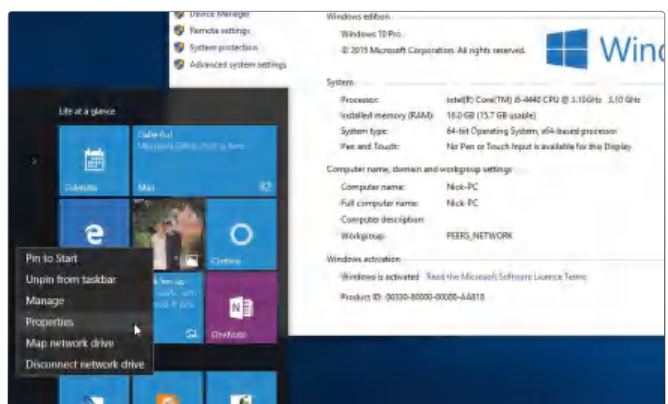 Device Manager
Remote settings
System protection
Advanced system settings
Windows edition
Windows 10 Pro
© 2015 Microsoft Corporation. All rights reserved.
Wind
System
Processor: Intel(R) Core(TM) i5-4440 CPU @ 3.10GHz 3.10 GHz
Installed memory (RAM): 16.0 GB (15.7 GB usable)
System type: 64-bit Operating System, x64-based processor
Pen and Touch: No Pen or Touch Input is available for this Display
Computer name, domain and workgroup settings
Computer name: Nick-PC
Full computer name: Nick-PC
Computer description:
Workgroup: PEERS_NETWORK
Windows activation
Windows is activated Read the Microsoft Software Licence Terms
Product ID: 00330-80000-00000-AA818
Life at a glance
Calendar
Mail
Cortana
OneNote
Pin to Start
Unpin from taskbar
Manage
Properties
Map network drive
Disconnect network drive